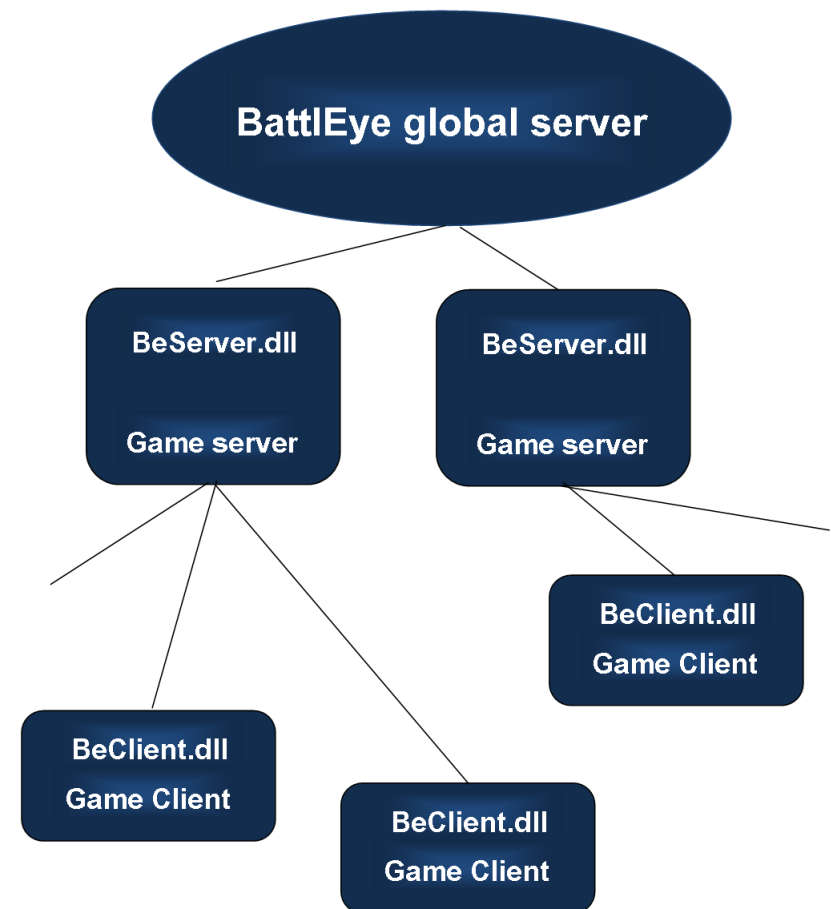 BattlEye global server
BeServer.dll
Game server
BeServer.dll
Game server
BeClient.dll
Game Client
BeClient.dll
Game Client
BeClient.dll
Game Client